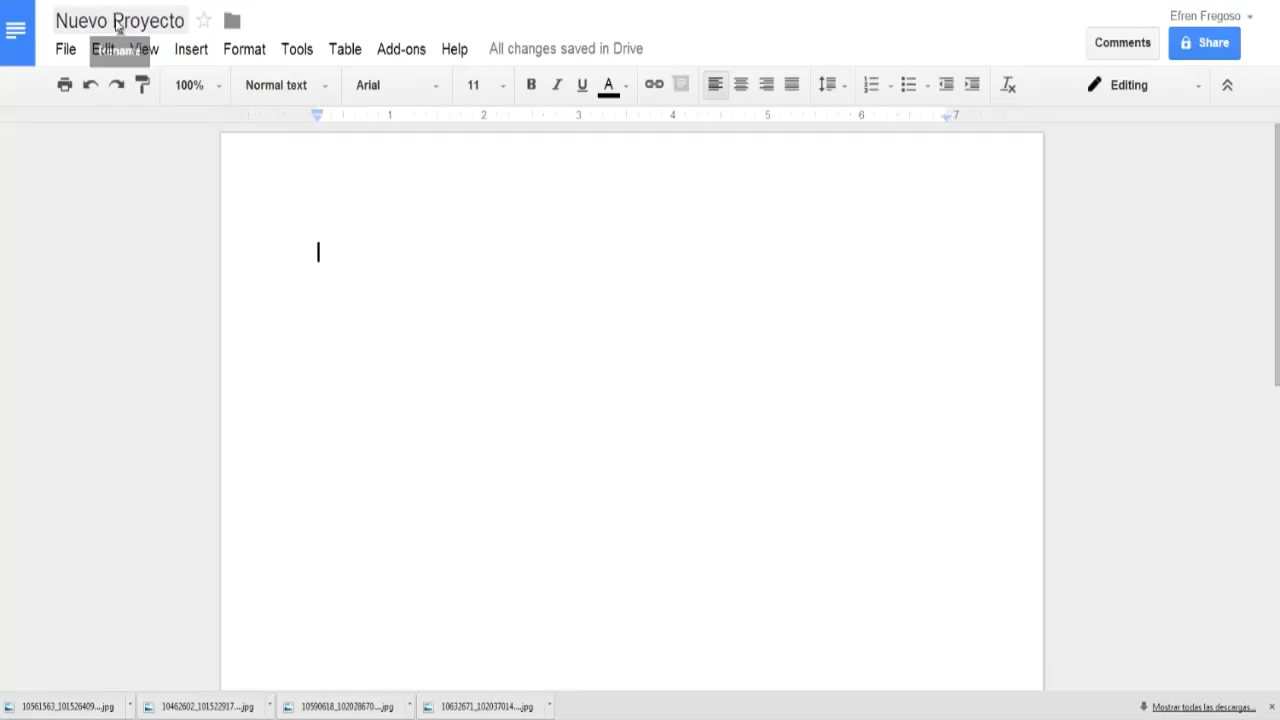 Nuevo Proyecto
Efren Fregoso
File Edit View Insert Format Tools Table Add-ons Help All changes saved in Drive
Comments Share
100% Normal text Arial 11 B I U A Editing
1 2 3 4 5 6 7
10561563_101526409...jpg 10462602_101522917...jpg 10590618_102028670...jpg 10632671_102037014...jpg Mostrar todas las descargas...